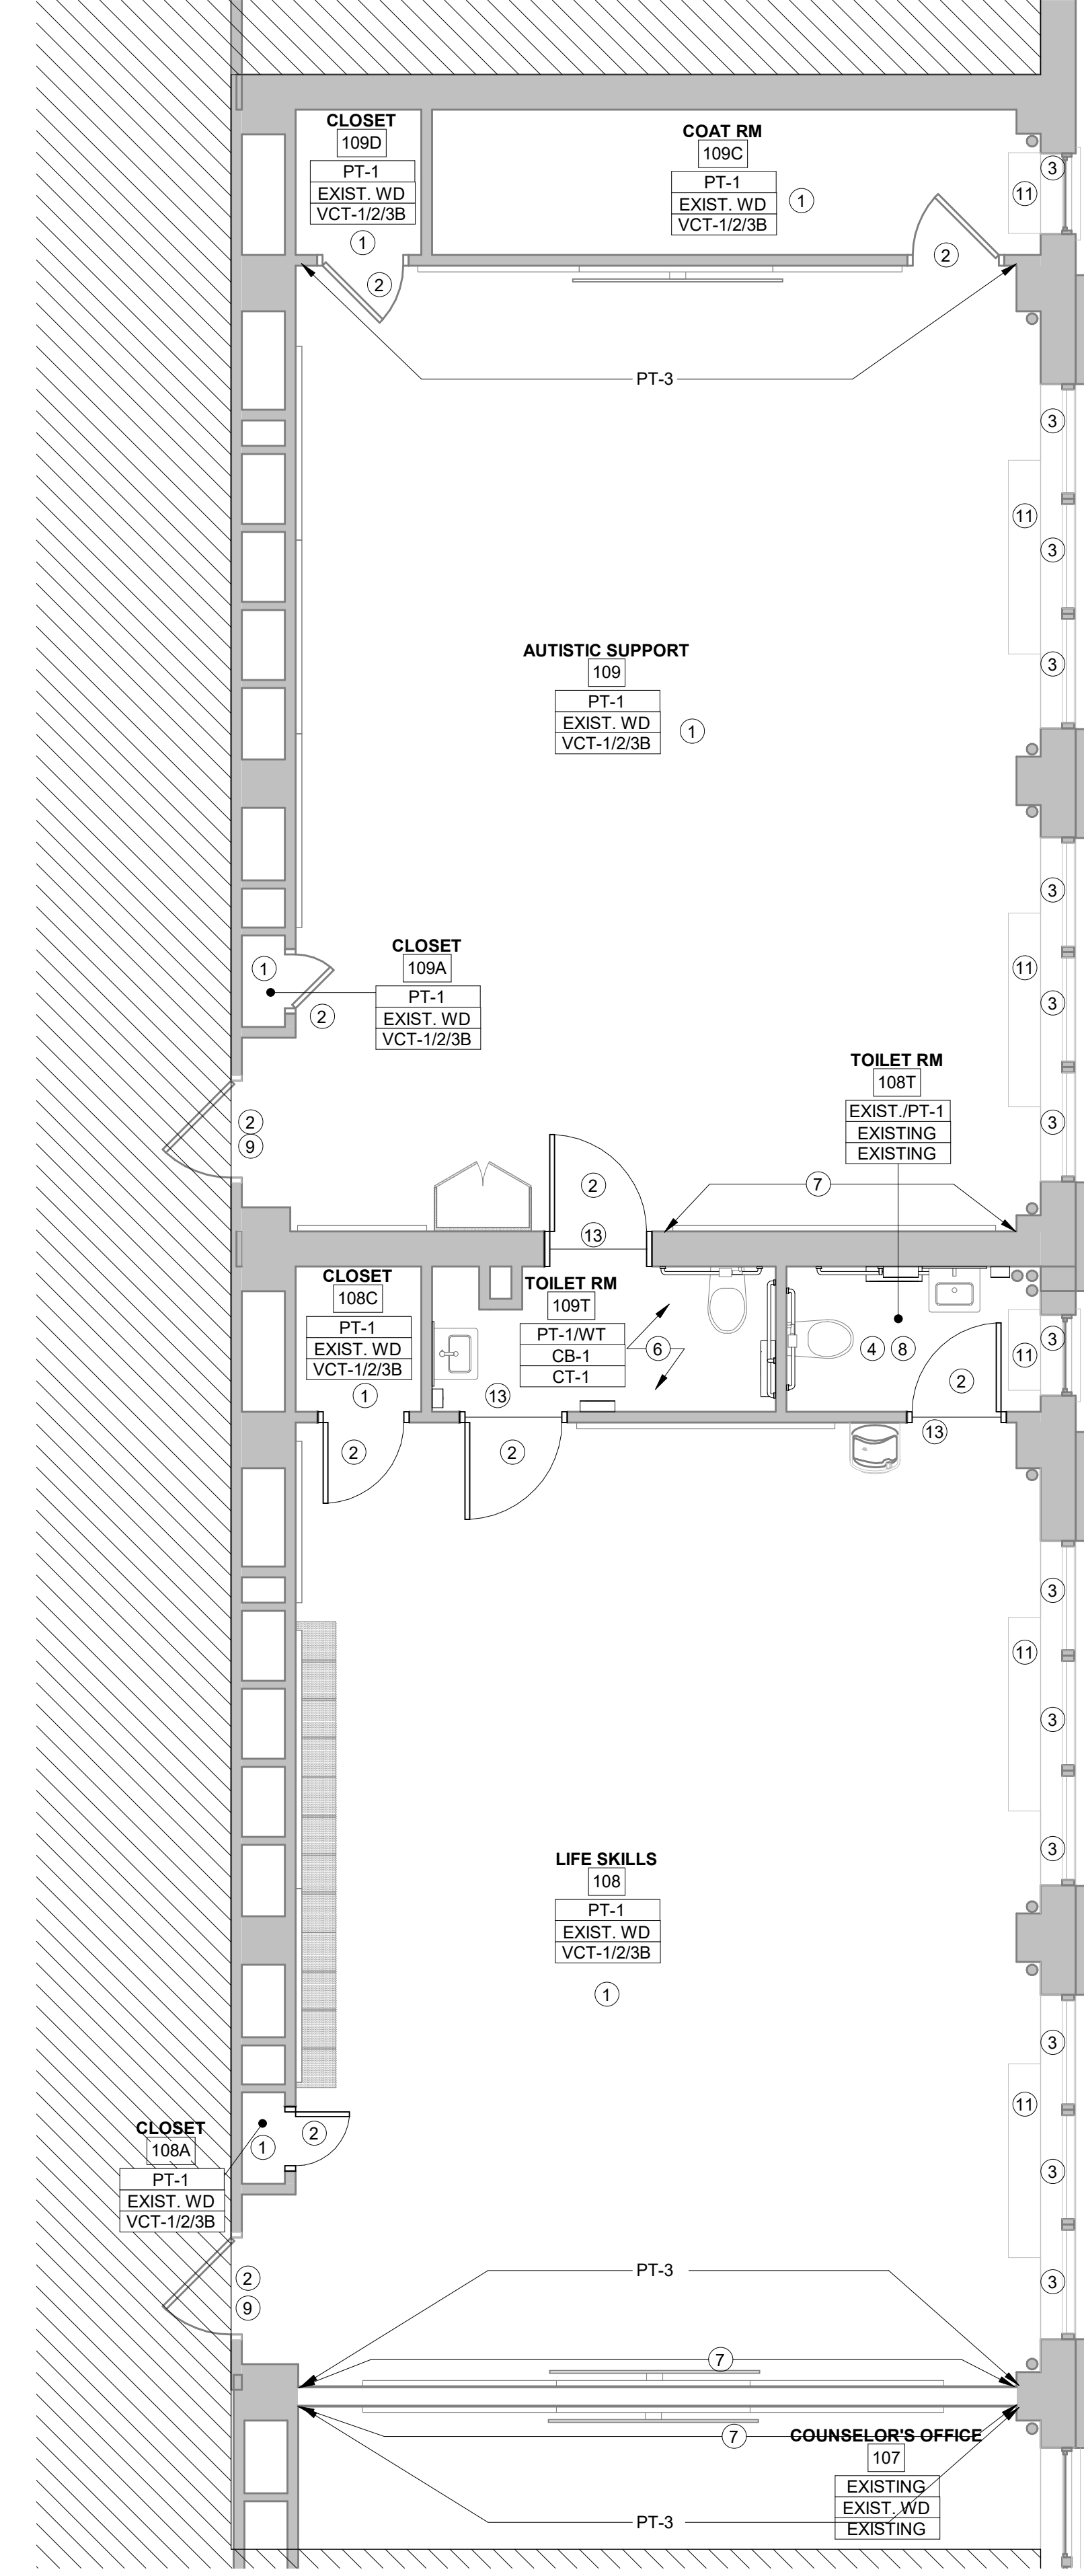 CLOSET
109D
PT-1
EXIST. WD
VCT-1/2/3B
1
2
COAT RM
109C
PT-1
EXIST. WD
VCT-1/2/3B
1
2
3
11
PT-3
3
11
3
3
AUTISTIC SUPPORT
109
PT-1
EXIST. WD
VCT-1/2/3B
1
3
11
3
3
CLOSET
109A
PT-1
EXIST. WD
VCT-1/2/3B
1
2
2
9
TOILET RM
108T
EXIST./PT-1
EXISTING
EXISTING
7
2
13
CLOSET
108C
PT-1
EXIST. WD
VCT-1/2/3B
1
2
TOILET RM
109T
PT-1/WT
CB-1
CT-1
6
13
2
4
8
2
13
3
11
3
11
3
3
LIFE SKILLS
108
PT-1
EXIST. WD
VCT-1/2/3B
1
3
11
3
3
CLOSET
108A
PT-1
EXIST. WD
VCT-1/2/3B
1
2
2
9
PT-3
7
7
COUNSELOR'S OFFICE
107
EXISTING
EXIST. WD
EXISTING
PT-3